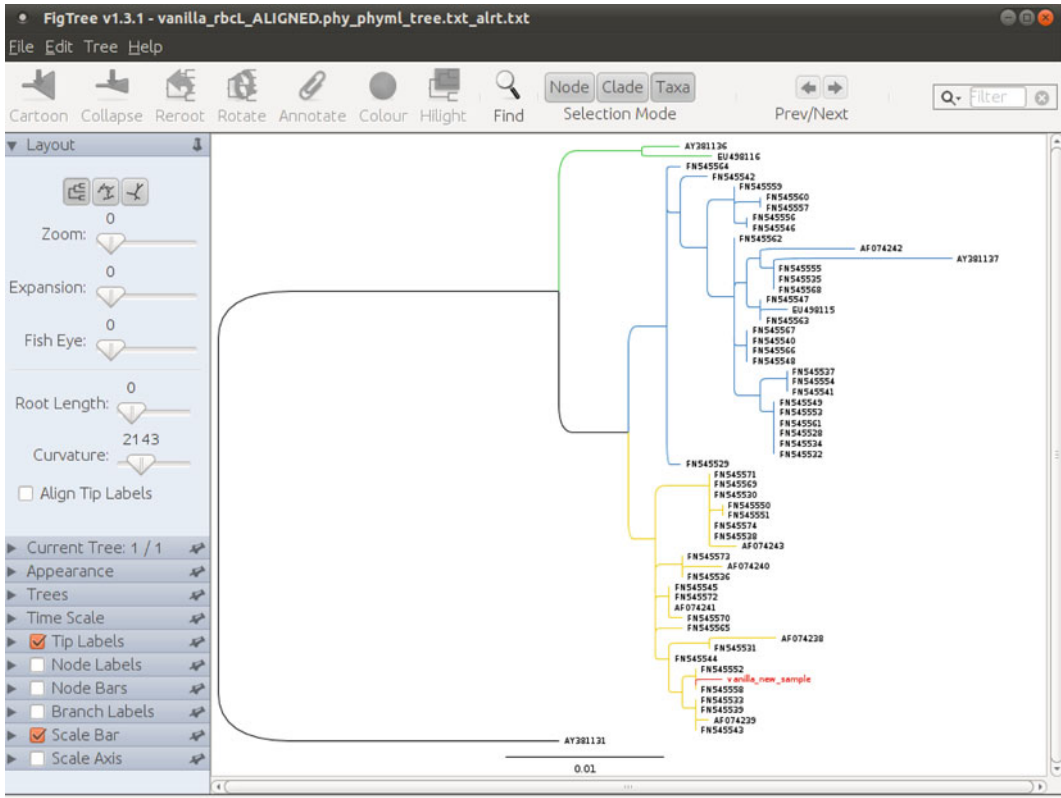 FigTree v1.3.1 - vanilla_rbcL_ALIGNED.phy_phyml_tree.txt_alrt.txt
File Edit Tree Help
Cartoon Collapse Reroot Rotate Annotate Colour Hilight Find Node Clade Taxa Selection Mode Prev/Next Filter
Layout
0
Zoom:
0
Expansion:
0
Fish Eye:
0
Root Length:
2143
Curvature:
Align Tip Labels
Current Tree: 1 / 1
Appearance
Trees
Time Scale
Tip Labels
Node Labels
Node Bars
Branch Labels
Scale Bar
Scale Axis
AY381136
EU498116
FN545564
FN545542
FN545559
FN545560
FN545557
FN545556
FN545546
FN545562
AF074242
AY381137
FN545555
FN545535
FN545568
FN545547
EU498115
FN545563
FN545567
FN545540
FN545566
FN545548
FN545537
FN545554
FN545541
FN545549
FN545553
FN545561
FN545528
FN545534
FN545532
FN545529
FN545571
FN545569
FN545530
FN545550
FN545551
FN545574
FN545538
AF074243
FN545573
AF074240
FN545536
FN545545
FN545572
AF074241
FN545570
FN545565
AF074238
FN545531
FN545544
FN545552
vanilla_new_sample
FN545558
FN545533
FN545539
AF074239
FN545543
AY381131
0.01